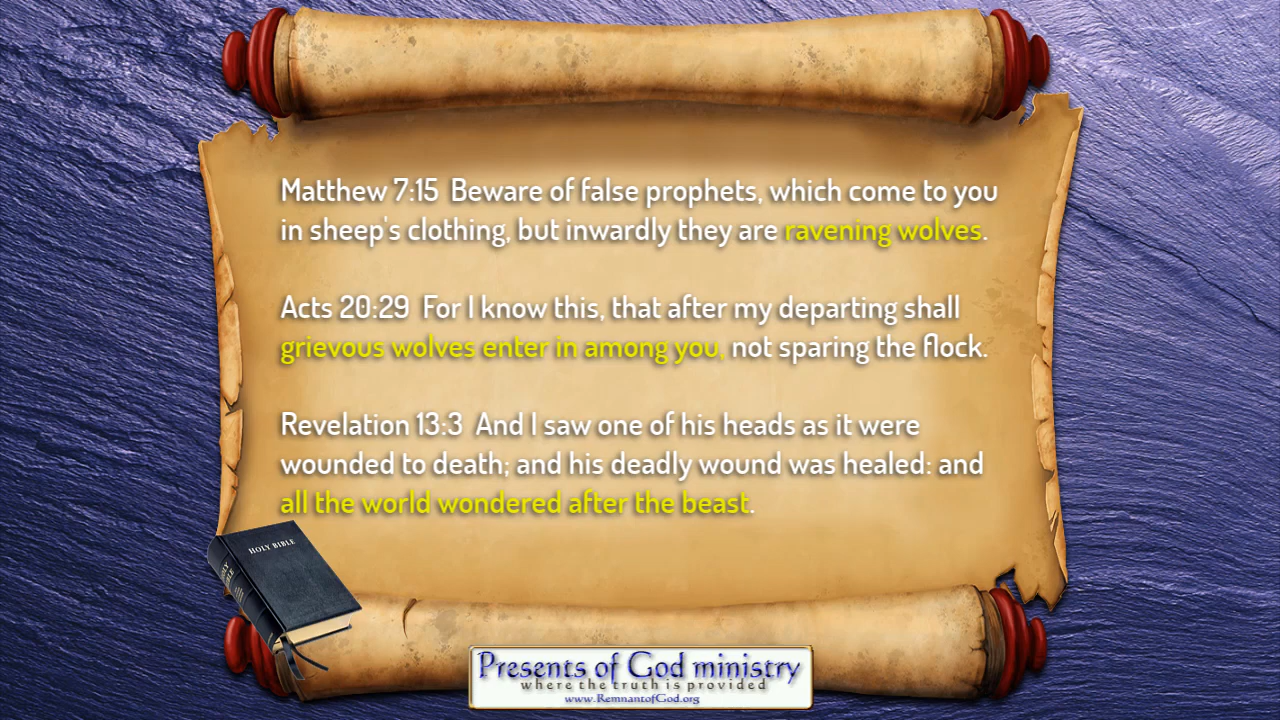 Matthew 7:15 Beware of false prophets, which come to you
in sheep's clothing, but inwardly they are ravening wolves.
Acts 20:29 For I know this, that after my departing shall
grievous wolves enter in among you, not sparing the flock.
Revelation 13:3 And I saw one of his heads as it were
wounded to death; and his deadly wound was healed: and
all the world wondered after the beast.
HOLY BIBLE
Presents of God ministry
where the truth is provided
www.RemnantofGod.org